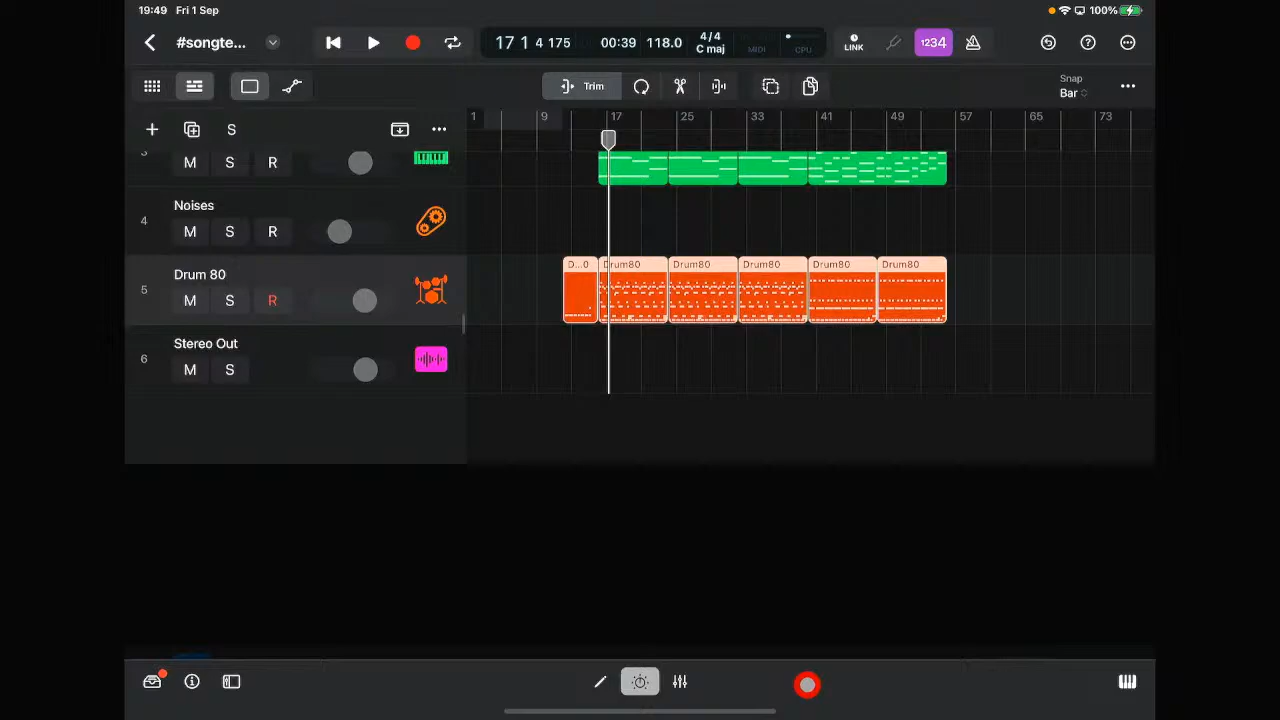 19:49 Fri 1 Sep
100%
#songte...
17 1 4 175
00:39
118.0
4/4
C maj
MIDI
CPU
LINK
1234
Trim
Snap
Bar
S
1 9 17 25 33 41 49 57 65 73
3
M S R
Noises
4
M S R
Drum 80
5
M S R
D...0 Drum80 Drum80 Drum80 Drum80 Drum80
Stereo Out
6
M S